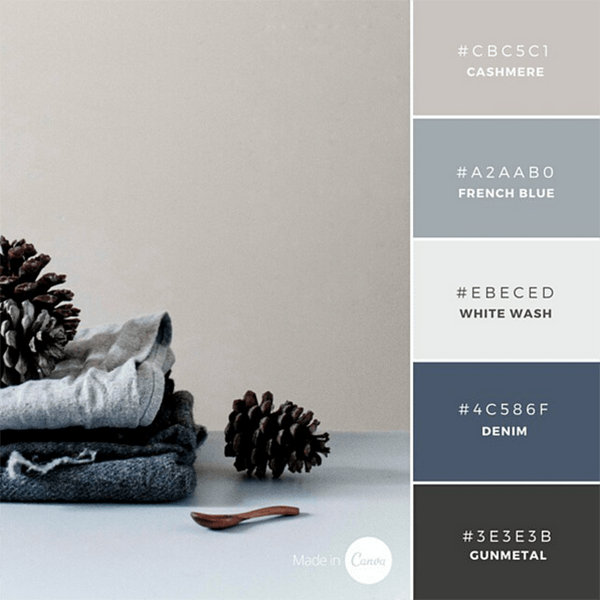 #CBC5C1
CASHMERE
#A2AAB0
FRENCH BLUE
#EBECED
WHITE WASH
#4C586F
DENIM
#3E3E3B
GUNMETAL
Made in Canva